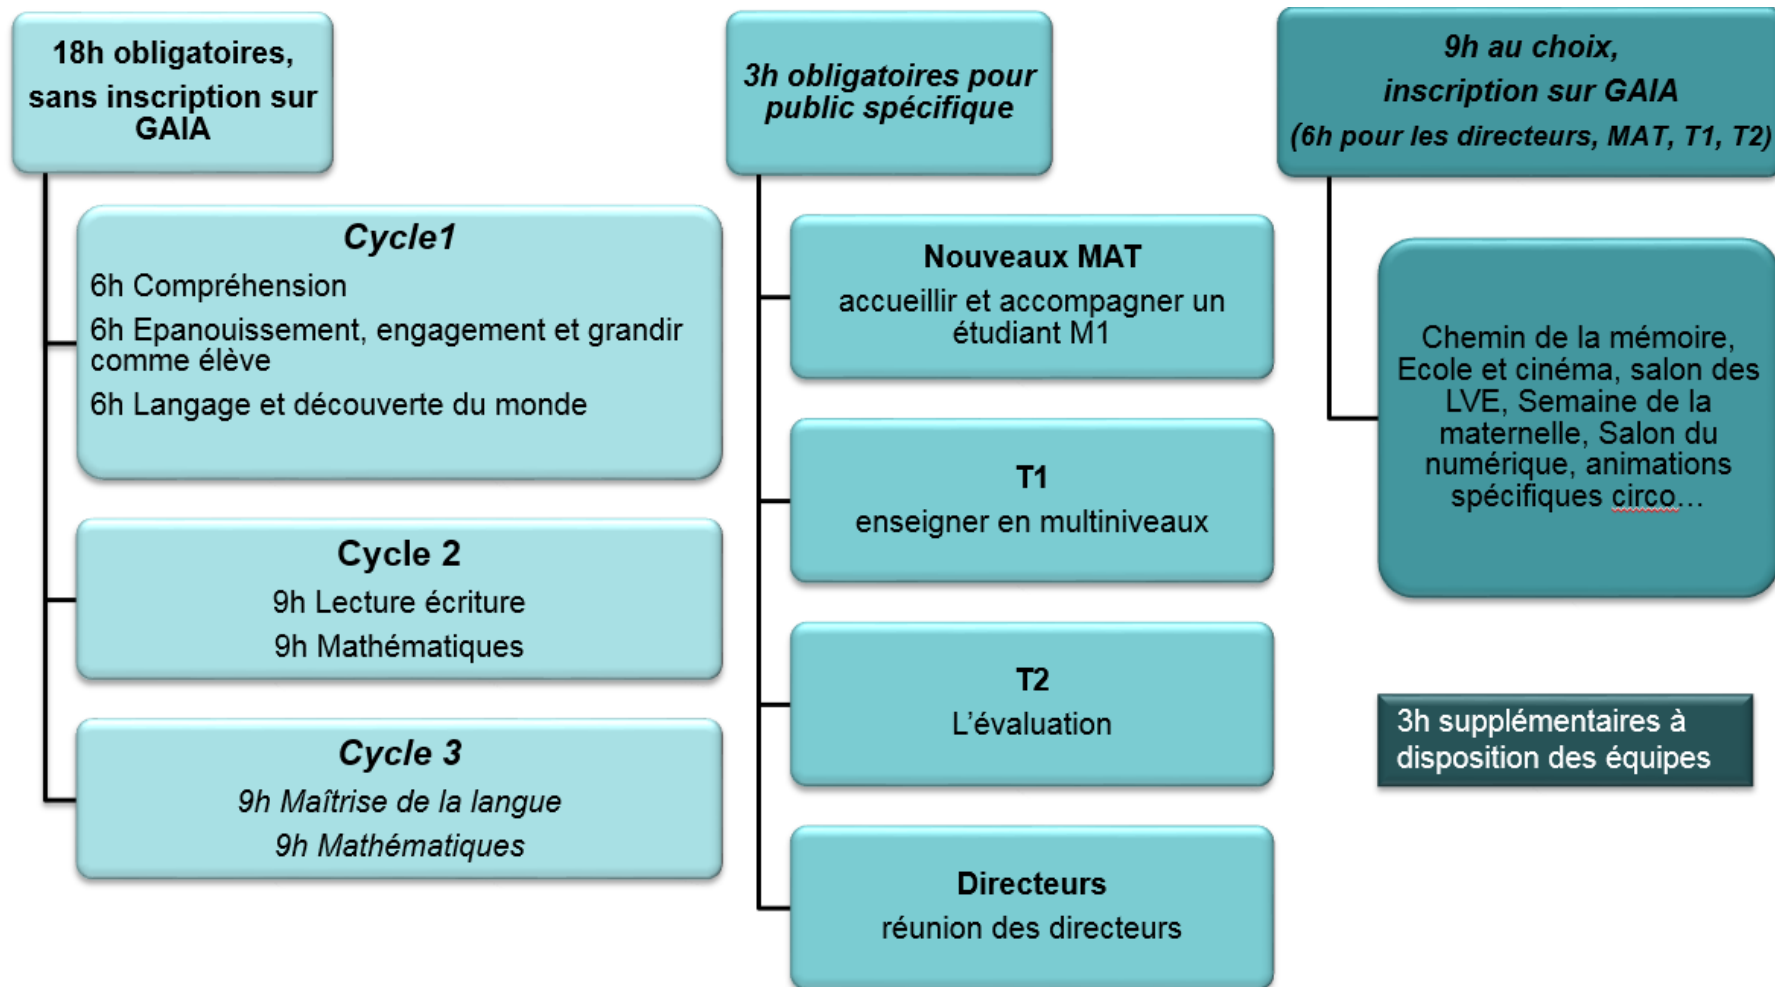 18h obligatoires,
sans inscription sur
GAIA
Cycle1
6h Compréhension
6h Epanouissement, engagement et grandir
comme élève
6h Langage et découverte du monde
Cycle 2
9h Lecture écriture
9h Mathématiques
Cycle 3
9h Maîtrise de la langue
9h Mathématiques
3h obligatoires pour
public spécifique
Nouveaux MAT
accueillir et accompagner un
étudiant M1
T1
enseigner en multiniveaux
T2
L’évaluation
Directeurs
réunion des directeurs
9h au choix,
inscription sur GAIA
(6h pour les directeurs, MAT, T1, T2)
Chemin de la mémoire,
Ecole et cinéma, salon des
LVE, Semaine de la
maternelle, Salon du
numérique, animations
spécifiques circo…
3h supplémentaires à
disposition des équipes